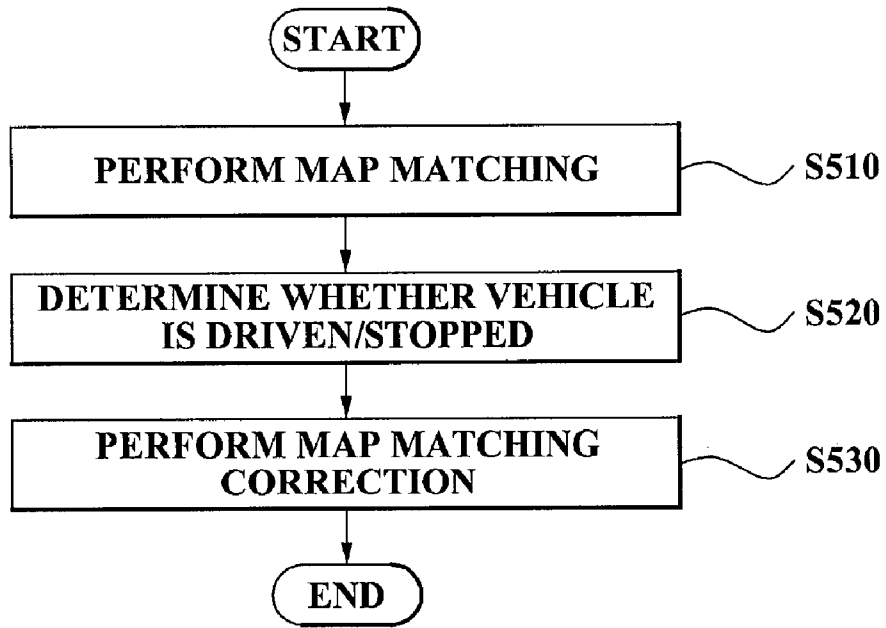 START
PERFORM MAP MATCHING
S510
DETERMINE WHETHER VEHICLE
IS DRIVEN/STOPPED
S520
PERFORM MAP MATCHING
CORRECTION
S530
END